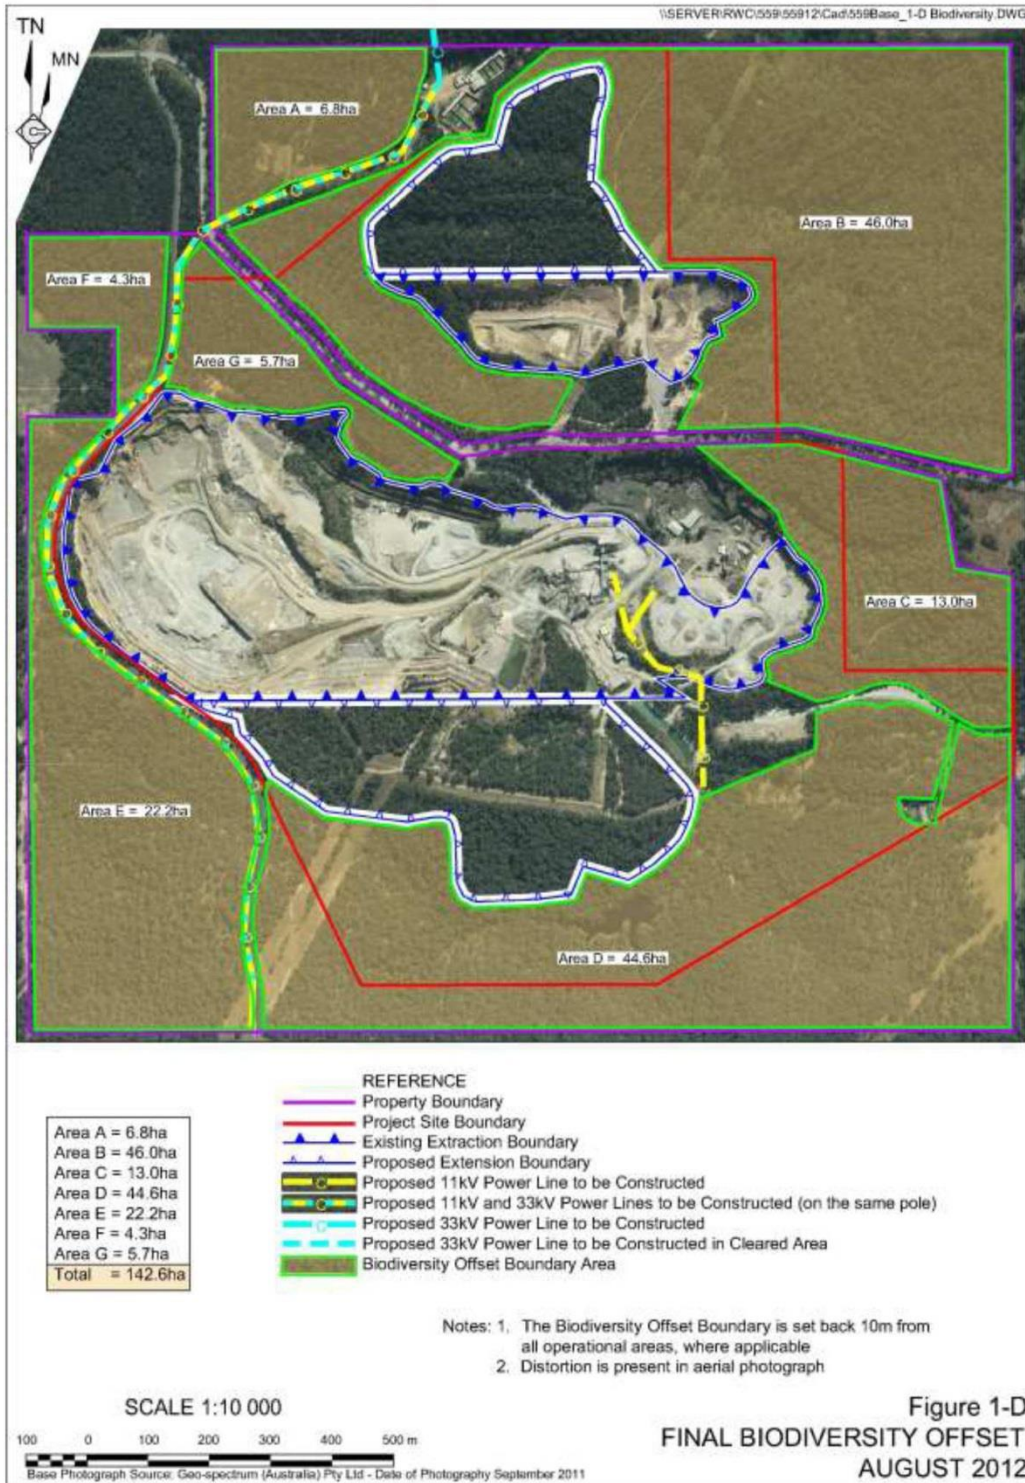 \\SERVER\RWC\559\55912\Cad\559Base_1-D Biodiversity.DWG
TN
MN
Area A = 6.8ha
Area B = 46.0ha
Area F = 4.3ha
Area G = 5.7ha
Area C = 13.0ha
Area E = 22.2ha
Area D = 44.6ha
REFERENCE
Property Boundary
Project Site Boundary
Existing Extraction Boundary
Proposed Extension Boundary
Proposed 11kV Power Line to be Constructed
Proposed 11kV and 33kV Power Lines to be Constructed (on the same pole)
Proposed 33kV Power Line to be Constructed
Proposed 33kV Power Line to be Constructed in Cleared Area
Biodiversity Offset Boundary Area
Area A = 6.8ha
Area B = 46.0ha
Area C = 13.0ha
Area D = 44.6ha
Area E = 22.2ha
Area F = 4.3ha
Area G = 5.7ha
Total = 142.6ha
Notes: 1. The Biodiversity Offset Boundary is set back 10m from
all operational areas, where applicable
2. Distortion is present in aerial photograph
SCALE 1:10 000
100 0 100 200 300 400 500 m
Base Photograph Source: Geo-spectrum (Australia) Pty Ltd - Date of Photography September 2011
Figure 1-D
FINAL BIODIVERSITY OFFSET
AUGUST 2012